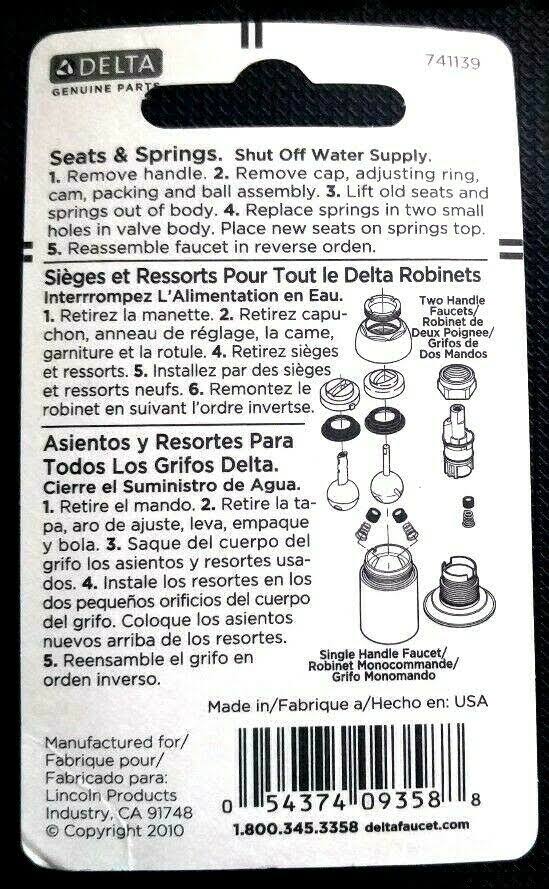 DELTA
GENUINE PARTS
741139
Seats & Springs. Shut Off Water Supply.
1. Remove handle. 2. Remove cap, adjusting ring,
cam, packing and ball assembly. 3. Lift old seats and
springs out of body. 4. Replace springs in two small
holes in valve body. Place new seats on springs top.
5. Reassemble faucet in reverse orden.
Sièges et Ressorts Pour Tout le Delta Robinets
Interrrompez L'Alimentation en Eau.
1. Retirez la manette. 2. Retirez capu-
chon, anneau de réglage, la came,
garniture et la rotule. 4. Retirez sièges
et ressorts. 5. Installez par des sièges
et ressorts neufs. 6. Remontez le
robinet en suivant l'ordre invertse.
Two Handle
Faucets/
Robinet de
Deux Poignee/
Grifos de
Dos Mandos
Asientos y Resortes Para
Todos Los Grifos Delta.
Cierre el Suministro de Agua.
1. Retire el mando. 2. Retire la ta-
pa, aro de ajuste, leva, empaque
y bola. 3. Saque del cuerpo del
grifo los asientos y resortes usa-
dos. 4. Instale los resortes en los
dos pequeños orificios del cuerpo
del grifo. Coloque los asientos
nuevos arriba de los resortes.
5. Reensamble el grifo en
orden inverso.
Single Handle Faucet/
Robinet Monocommande/
Grifo Monomando
Made in/Fabrique a/Hecho en: USA
Manufactured for/
Fabrique pour/
Fabricado para:
Lincoln Products
Industry, CA 91748
© Copyright 2010
0 54374 09358 8
1.800.345.3358 deltafaucet.com